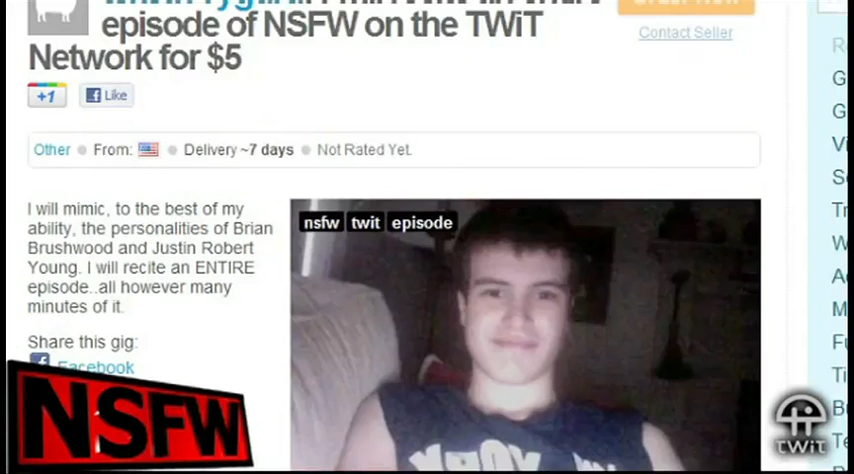 episode of NSFW on the TWiT
Network for $5
Contact Seller
+1
Like
Other From: Delivery ~7 days Not Rated Yet.
I will mimic, to the best of my
ability, the personalities of Brian
Brushwood and Justin Robert
Young. I will recite an ENTIRE
episode..all however many
minutes of it.
nsfw twit episode
Share this gig:
Facebook
NSFW
TWiT